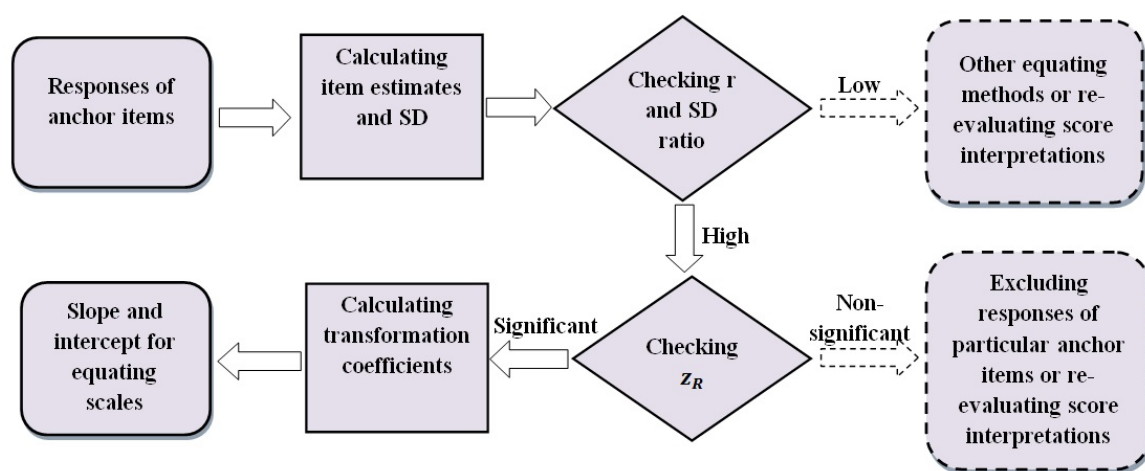 Responses of
anchor items
Calculating
item estimates
and SD
Checking r
and SD
ratio
Low
Other equating
methods or re-
evaluating score
interpretations
High
Slope and
intercept for
equating
scales
Calculating
transformation
coefficients
Significant
Checking
z_R
Non-
significant
Excluding
responses of
particular anchor
items or re-
evaluating score
interpretations